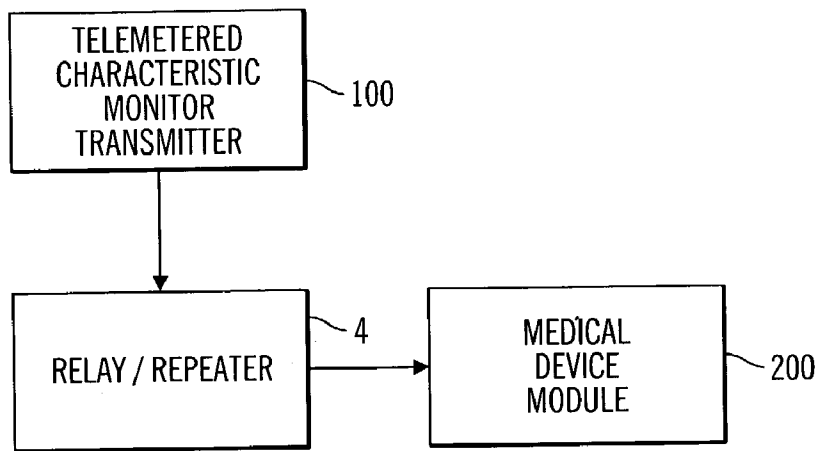 TELEMETERED
CHARACTERISTIC
MONITOR
TRANSMITTER
100
RELAY / REPEATER
4
MEDICAL
DEVICE
MODULE
200